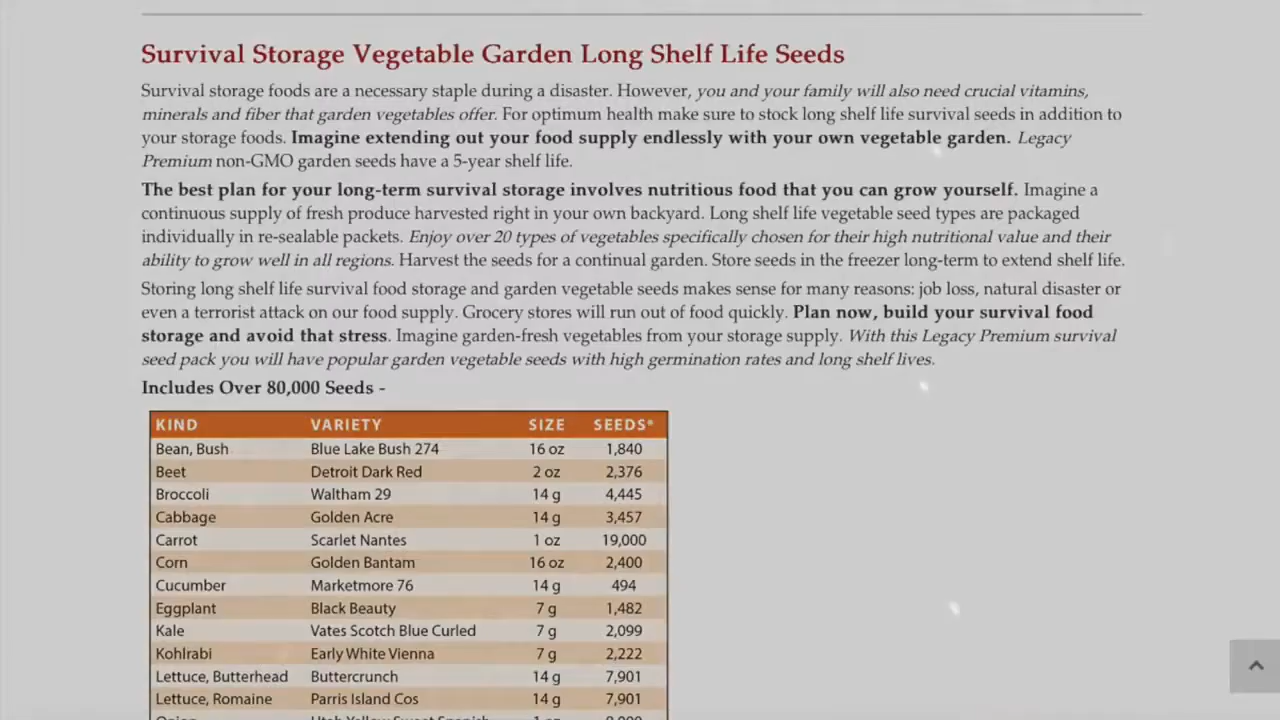 Survival Storage Vegetable Garden Long Shelf Life Seeds
Survival storage foods are a necessary staple during a disaster. However, you and your family will also need crucial vitamins,
minerals and fiber that garden vegetables offer. For optimum health make sure to stock long shelf life survival seeds in addition to
your storage foods. Imagine extending out your food supply endlessly with your own vegetable garden. Legacy
Premium non-GMO garden seeds have a 5-year shelf life.
The best plan for your long-term survival storage involves nutritious food that you can grow yourself. Imagine a
continuous supply of fresh produce harvested right in your own backyard. Long shelf life vegetable seed types are packaged
individually in re-sealable packets. Enjoy over 20 types of vegetables specifically chosen for their high nutritional value and their
ability to grow well in all regions. Harvest the seeds for a continual garden. Store seeds in the freezer long-term to extend shelf life.
Storing long shelf life survival food storage and garden vegetable seeds makes sense for many reasons: job loss, natural disaster or
even a terrorist attack on our food supply. Grocery stores will run out of food quickly. Plan now, build your survival food
storage and avoid that stress. Imagine garden-fresh vegetables from your storage supply. With this Legacy Premium survival
seed pack you will have popular garden vegetable seeds with high germination rates and long shelf lives.
Includes Over 80,000 Seeds -
KIND VARIETY SIZE SEEDS*
Bean, Bush Blue Lake Bush 274 16 oz 1,840
Beet Detroit Dark Red 2 oz 2,376
Broccoli Waltham 29 14 g 4,445
Cabbage Golden Acre 14 g 3,457
Carrot Scarlet Nantes 1 oz 19,000
Corn Golden Bantam 16 oz 2,400
Cucumber Marketmore 76 14 g 494
Eggplant Black Beauty 7 g 1,482
Kale Vates Scotch Blue Curled 7 g 2,099
Kohlrabi Early White Vienna 7 g 2,222
Lettuce, Butterhead Buttercrunch 14 g 7,901
Lettuce, Romaine Parris Island Cos 14 g 7,901